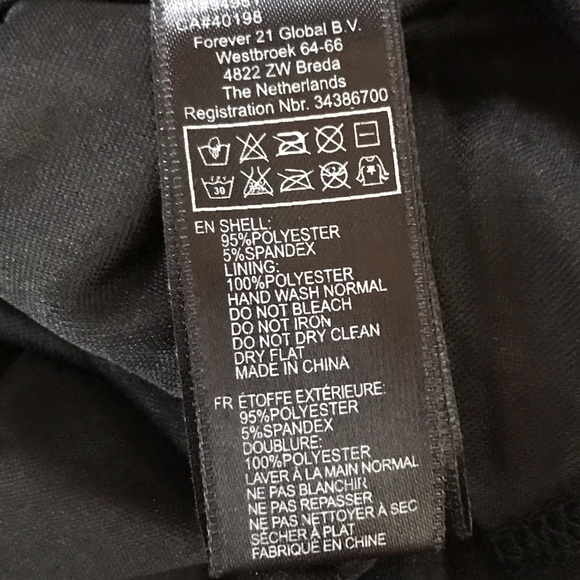 CA#40198
Forever 21 Global B.V.
Westbroek 64-66
4822 ZW Breda
The Netherlands
Registration Nbr. 34386700
30
EN SHELL:
95%POLYESTER
5%SPANDEX
LINING:
100%POLYESTER
HAND WASH NORMAL
DO NOT BLEACH
DO NOT IRON
DO NOT DRY CLEAN
DRY FLAT
MADE IN CHINA
FR ÉTOFFE EXTÉRIEURE:
95%POLYESTER
5%SPANDEX
DOUBLURE:
100%POLYESTER
LAVER À LA MAIN NORMAL
NE PAS BLANCHIR
NE PAS REPASSER
NE PAS NETTOYER À SEC
SÉCHER À PLAT
FABRIQUÉ EN CHINE